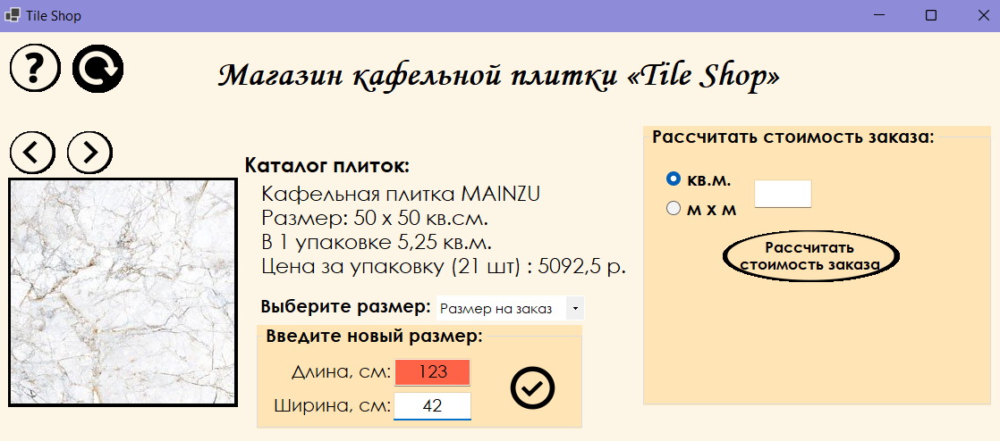 Tile Shop
?
Магазин кафельной плитки «Tile Shop»
Каталог плиток:
Кафельная плитка MAINZU
Размер: 50 x 50 кв.см.
В 1 упаковке 5,25 кв.м.
Цена за упаковку (21 шт) : 5092,5 р.
Выберите размер: Размер на заказ
Введите новый размер:
Длина, см: 123
Ширина, см: 42
Рассчитать стоимость заказа:
кв.м.
м x м
Рассчитать
стоимость заказа